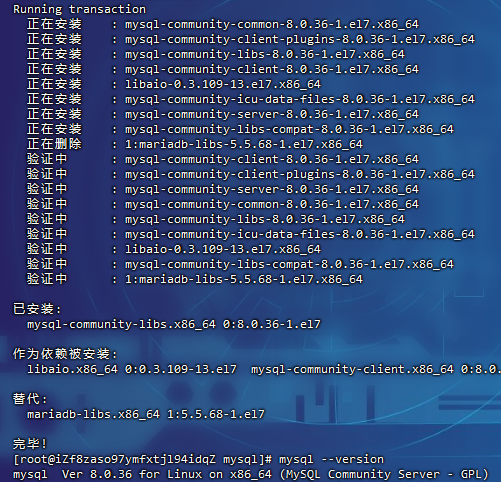 Running transaction
正在安装    : mysql-community-common-8.0.36-1.el7.x86_64
正在安装    : mysql-community-client-plugins-8.0.36-1.el7.x86_64
正在安装    : mysql-community-libs-8.0.36-1.el7.x86_64
正在安装    : mysql-community-client-8.0.36-1.el7.x86_64
正在安装    : libaio-0.3.109-13.el7.x86_64
正在安装    : mysql-community-icu-data-files-8.0.36-1.el7.x86_64
正在安装    : mysql-community-server-8.0.36-1.el7.x86_64
正在安装    : mysql-community-libs-compat-8.0.36-1.el7.x86_64
正在删除    : 1:mariadb-libs-5.5.68-1.el7.x86_64
验证中      : mysql-community-client-8.0.36-1.el7.x86_64
验证中      : mysql-community-client-plugins-8.0.36-1.el7.x86_64
验证中      : mysql-community-server-8.0.36-1.el7.x86_64
验证中      : mysql-community-common-8.0.36-1.el7.x86_64
验证中      : mysql-community-libs-8.0.36-1.el7.x86_64
验证中      : mysql-community-icu-data-files-8.0.36-1.el7.x86_64
验证中      : libaio-0.3.109-13.el7.x86_64
验证中      : mysql-community-libs-compat-8.0.36-1.el7.x86_64
验证中      : 1:mariadb-libs-5.5.68-1.el7.x86_64
已安装:
mysql-community-libs.x86_64 0:8.0.36-1.el7
作为依赖被安装:
libaio.x86_64 0:0.3.109-13.el7  mysql-community-client.x86_64 0:8.0
替代:
mariadb-libs.x86_64 1:5.5.68-1.el7
完毕!
[root@iZf8zaso97ymfxtjl94idqZ mysql]# mysql --version
mysql  Ver 8.0.36 for Linux on x86_64 (MySQL Community Server - GPL)